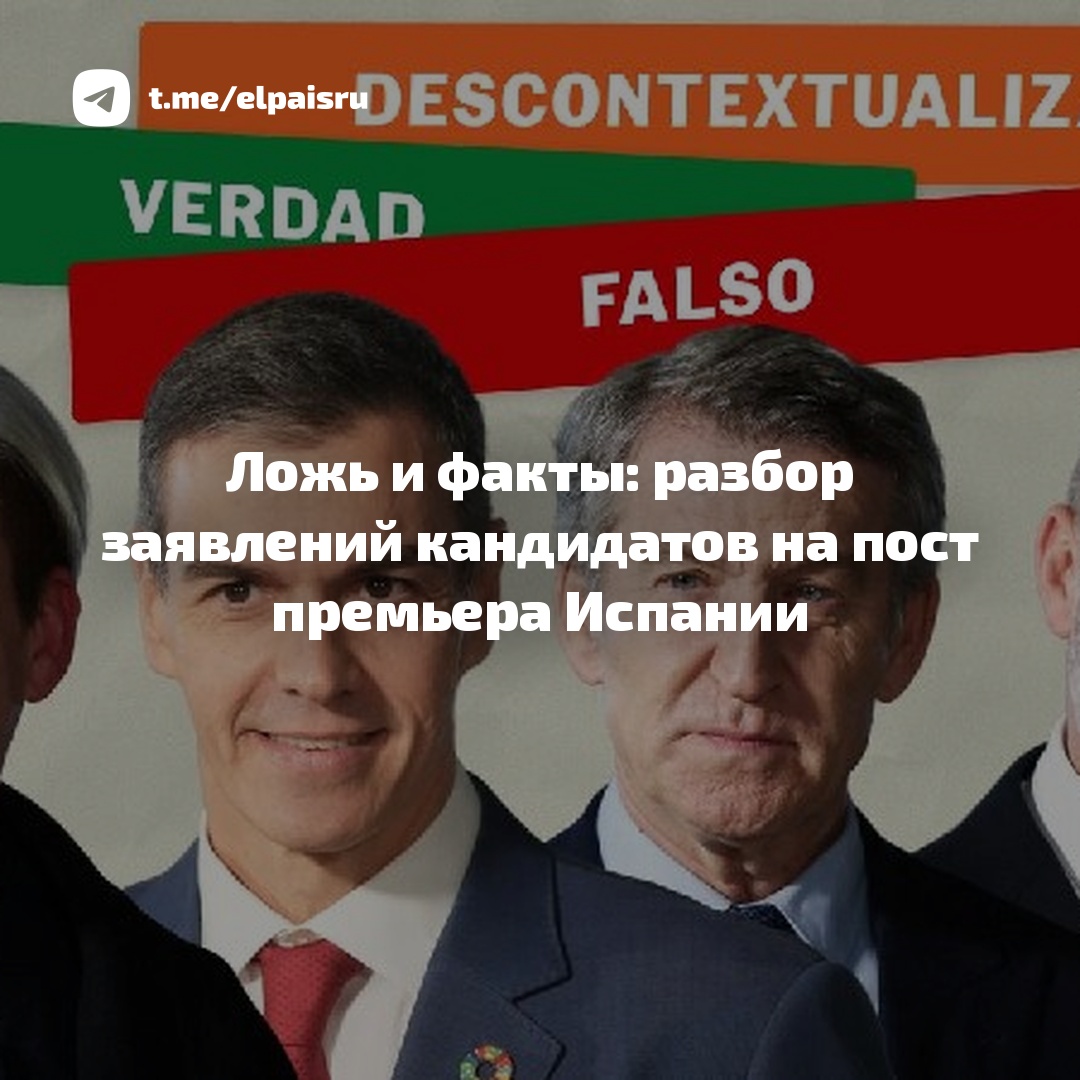 t.me/elpaisru
DESCONTEXTUALIZ
VERDAD
FALSO
Ложь и факты: разбор
заявлений кандидатов на пост
премьера Испании